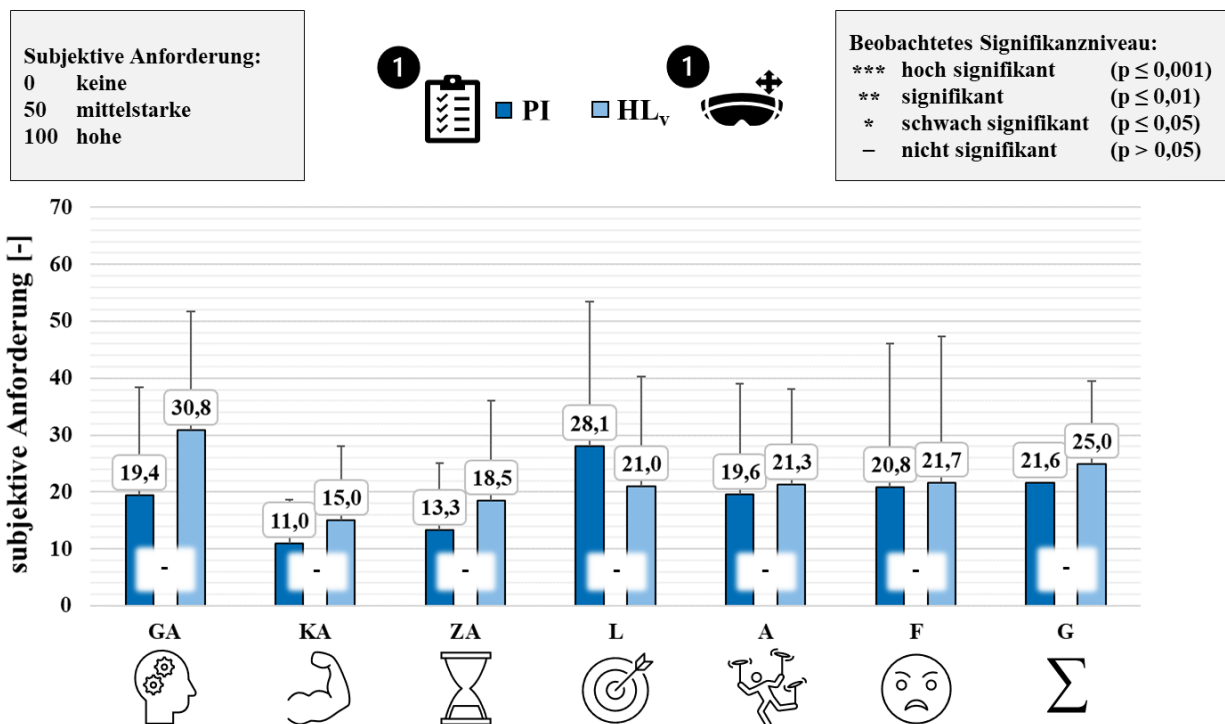 Subjektive Anforderung:
0 keine
50 mittelstarke
100 hohe
1
PI
HLv
1
Beobachtetes Signifikanzniveau:
*** hoch signifikant (p ≤ 0,001)
** signifikant (p ≤ 0,01)
* schwach signifikant (p ≤ 0,05)
– nicht signifikant (p > 0,05)
subjektive Anforderung [-]
70
60
50
40
30
20
10
0
19,4
30,8
11,0
15,0
13,3
18,5
28,1
21,0
19,6
21,3
20,8
21,7
21,6
25,0
- - - - - - -
GA KA ZA L A F G
Σ